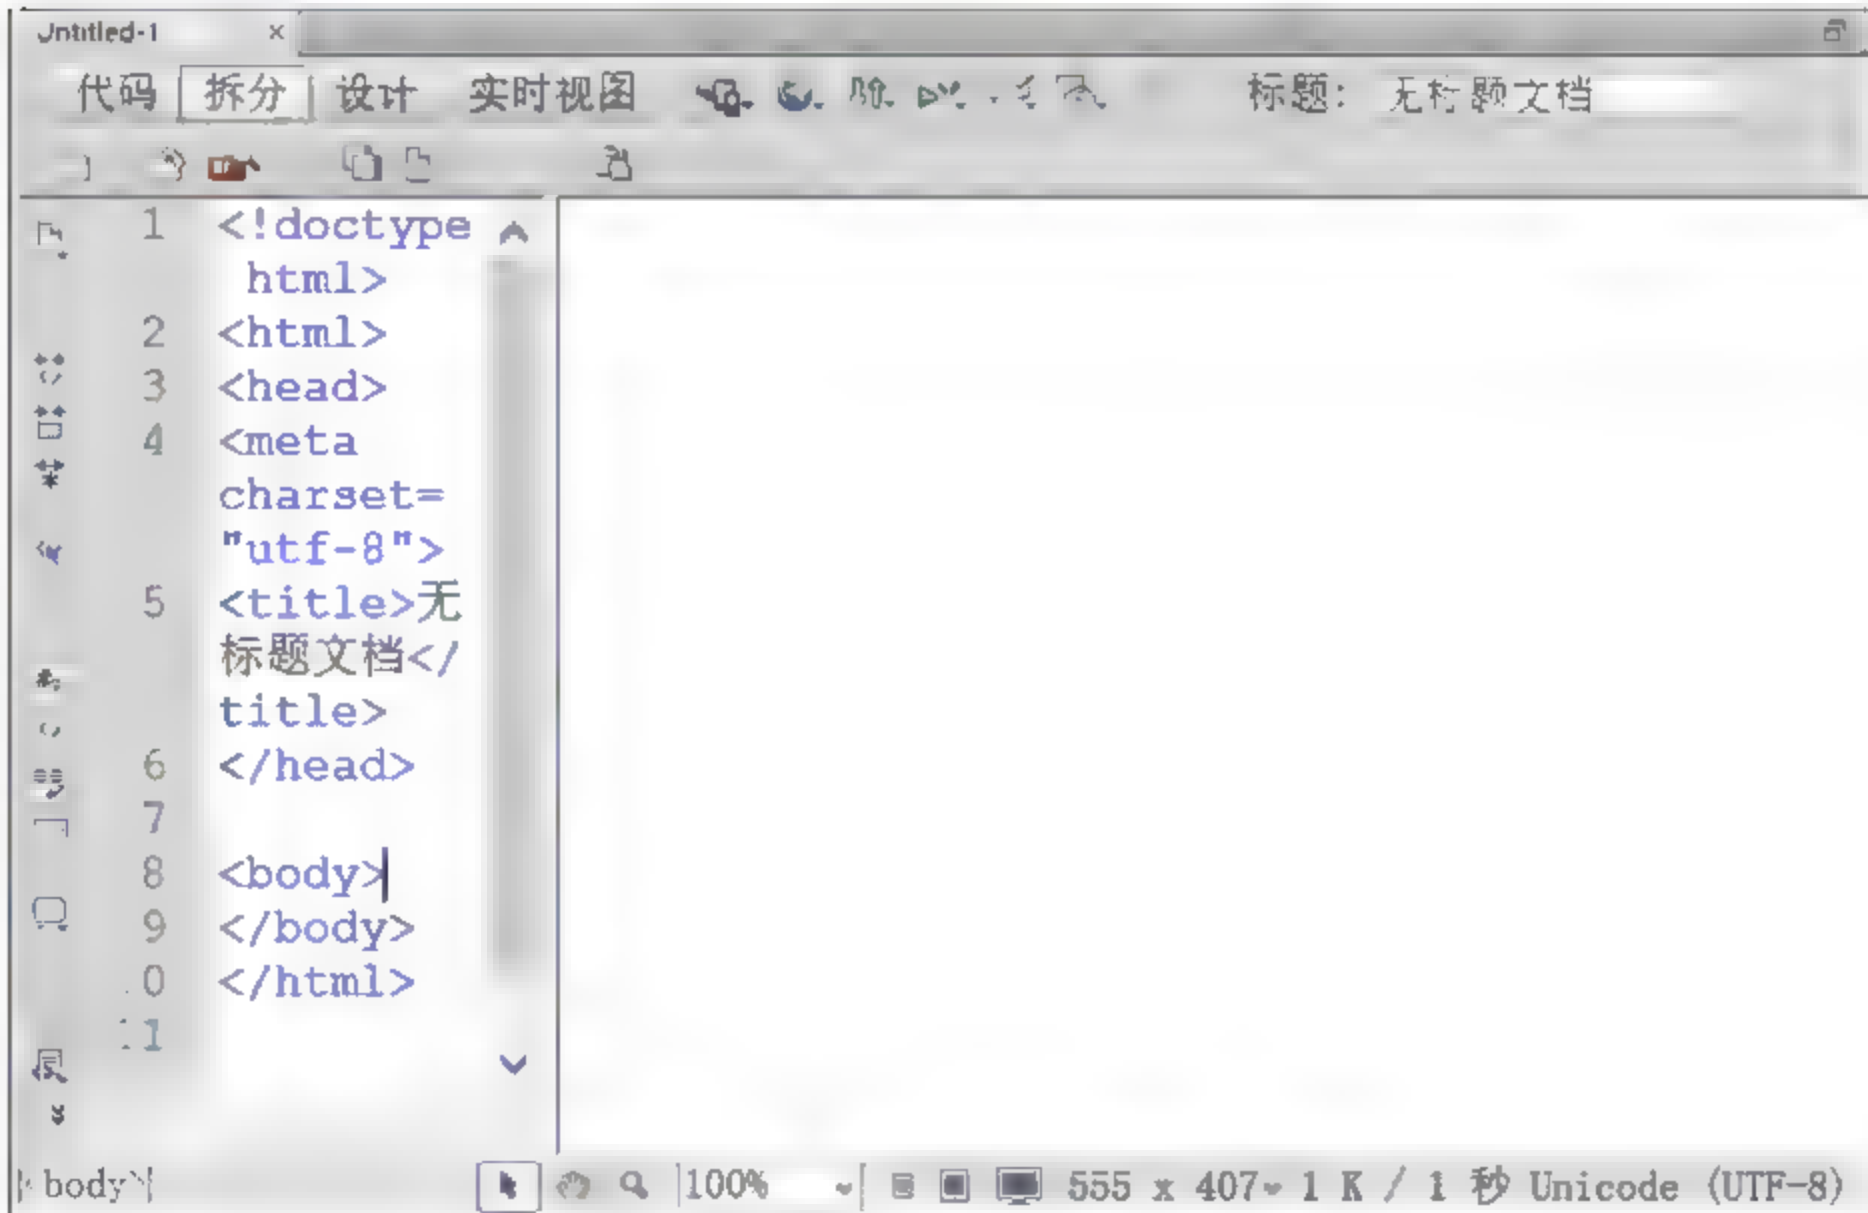 Untitled-1 ×
代码 拆分 设计 实时视图 标题: 无标题文档
1 <!doctype
html>
2 <html>
3 <head>
4 <meta
charset=
"utf-8">
5 <title>无
标题文档</
title>
6 </head>
7
8 <body>
9 </body>
10 </html>
11
<body> 100% 555 x 407 1 K / 1 秒 Unicode (UTF-8)